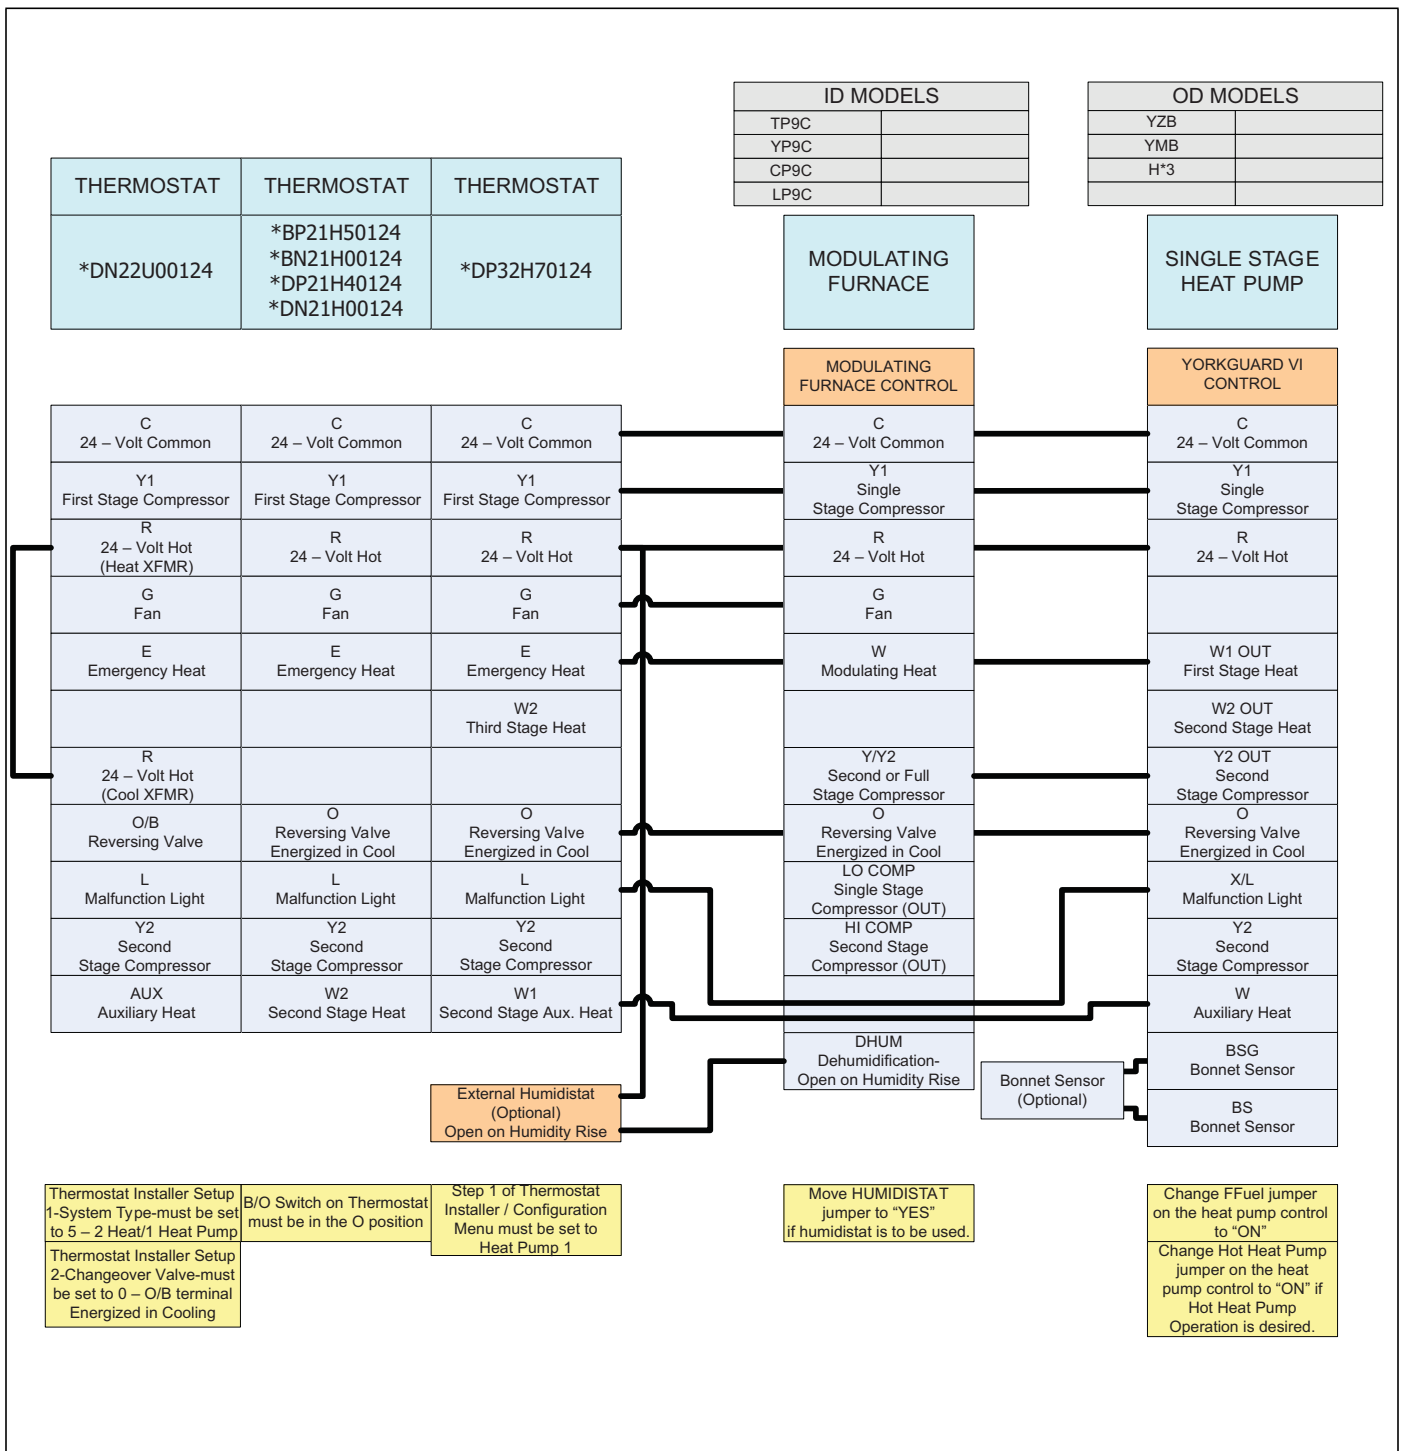 ID MODELS
TP9C
YP9C
CP9C
LP9C
OD MODELS
YZB
YMB
H*3
THERMOSTAT
*DN22U00124
THERMOSTAT
*BP21H50124
*BN21H00124
*DP21H40124
*DN21H00124
THERMOSTAT
*DP32H70124
MODULATING
FURNACE
SINGLE STAGE
HEAT PUMP
MODULATING
FURNACE CONTROL
YORKGUARD VI
CONTROL
C
24 – Volt Common
C
24 – Volt Common
C
24 – Volt Common
C
24 – Volt Common
C
24 – Volt Common
Y1
First Stage Compressor
Y1
First Stage Compressor
Y1
First Stage Compressor
Y1
Single
Stage Compressor
Y1
Single
Stage Compressor
R
24 – Volt Hot
(Heat XFMR)
R
24 – Volt Hot
R
24 – Volt Hot
R
24 – Volt Hot
R
24 – Volt Hot
G
Fan
G
Fan
G
Fan
G
Fan
E
Emergency Heat
E
Emergency Heat
E
Emergency Heat
W
Modulating Heat
W1 OUT
First Stage Heat
W2
Third Stage Heat
W2 OUT
Second Stage Heat
R
24 – Volt Hot
(Cool XFMR)
Y/Y2
Second or Full
Stage Compressor
Y2 OUT
Second
Stage Compressor
O/B
Reversing Valve
O
Reversing Valve
Energized in Cool
O
Reversing Valve
Energized in Cool
O
Reversing Valve
Energized in Cool
O
Reversing Valve
Energized in Cool
L
Malfunction Light
L
Malfunction Light
L
Malfunction Light
LO COMP
Single Stage
Compressor (OUT)
X/L
Malfunction Light
Y2
Second
Stage Compressor
Y2
Second
Stage Compressor
Y2
Second
Stage Compressor
HI COMP
Second Stage
Compressor (OUT)
Y2
Second
Stage Compressor
AUX
Auxiliary Heat
W2
Second Stage Heat
W1
Second Stage Aux. Heat
W
Auxiliary Heat
DHUM
Dehumidification-
Open on Humidity Rise
BSG
Bonnet Sensor
Bonnet Sensor
(Optional)
BS
Bonnet Sensor
External Humidistat
(Optional)
Open on Humidity Rise
Thermostat Installer Setup
1-System Type-must be set
to 5 – 2 Heat/1 Heat Pump
B/O Switch on Thermostat
must be in the O position
Step 1 of Thermostat
Installer / Configuration
Menu must be set to
Heat Pump 1
Move HUMIDISTAT
jumper to “YES”
if humidistat is to be used.
Change FFuel jumper
on the heat pump control
to “ON”
Thermostat Installer Setup
2-Changeover Valve-must
be set to 0 – O/B terminal
Energized in Cooling
Change Hot Heat Pump
jumper on the heat
pump control to “ON” if
Hot Heat Pump
Operation is desired.